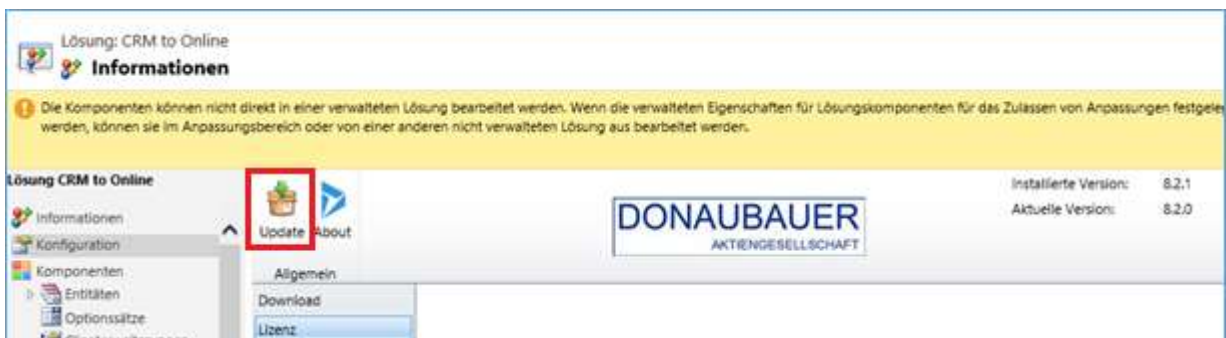 Lösung: CRM to Online
Informationen
Die Komponenten können nicht direkt in einer verwalteten Lösung bearbeitet werden. Wenn die verwalteten Eigenschaften für Lösungskomponenten für das Zulassen von Anpassungen festgele
werden, können sie im Anpassungsbereich oder von einer anderen nicht verwalteten Lösung aus bearbeitet werden.
Lösung CRM to Online
Informationen
Konfiguration
Komponenten
Entitäten
Optionssätze
Update About
Allgemein
Download
Lizenz
DONAUBAUER
AKTIENGESELLSCHAFT
Installierte Version: 8.2.1
Aktuelle Version: 8.2.0